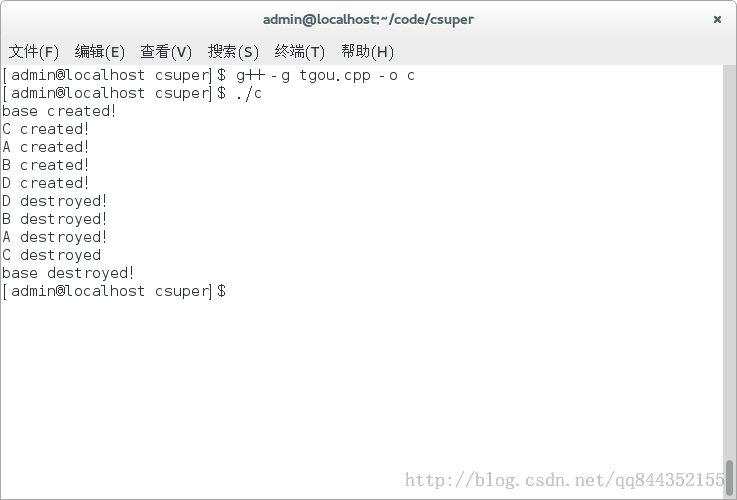 admin@localhost:~/code/csuper
文件(F) 编辑(E) 查看(V) 搜索(S) 终端(T) 帮助(H)
[admin@localhost csuper]$ g++ -g tgou.cpp -o c
[admin@localhost csuper]$ ./c
base created!
C created!
A created!
B created!
D created!
D destroyed!
B destroyed!
A destroyed!
C destroyed
base destroyed!
[admin@localhost csuper]$
http://blog.csdn.net/qq844352155